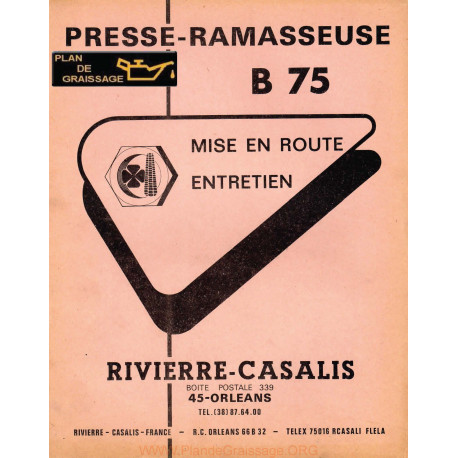 PRESSE-RAMASSEUSE
PLAN
DE
GRAISSAGE
B 75
MISE EN ROUTE
ENTRETIEN
RIVIERRE-CASALIS
BOITE POSTALE 339
45-ORLEANS
TEL.(38) 87.64.00
RIVIERRE - CASALIS - FRANCE - R.C. ORLEANS 66 B 32 - TELEX 75016 RCASALI FLELA
www.PlandeGraissage.ORG